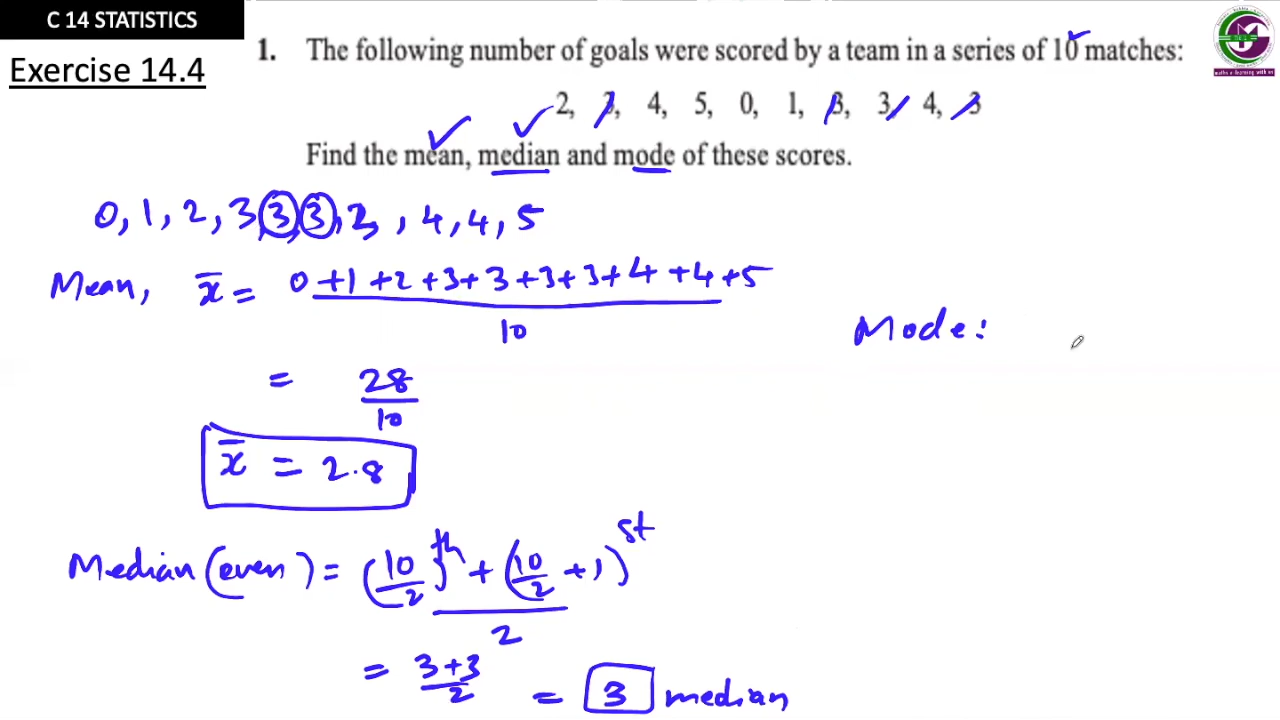 C 14 STATISTICS
Exercise 14.4
1. The following number of goals were scored by a team in a series of 10 matches:
2, 3, 4, 5, 0, 1, 3, 3, 4, 3
Find the mean, median and mode of these scores.
0, 1, 2, 3, 3, 3, 3, , 4, 4, 5
Mean, x̄ = 0+1+2+3+3+3+3+4+4+5
10
= 28
10
x̄ = 2.8
Mode:
Median (even) = (10/2)th + (10/2 + 1)st
2
= 3+3
2
= 3 median